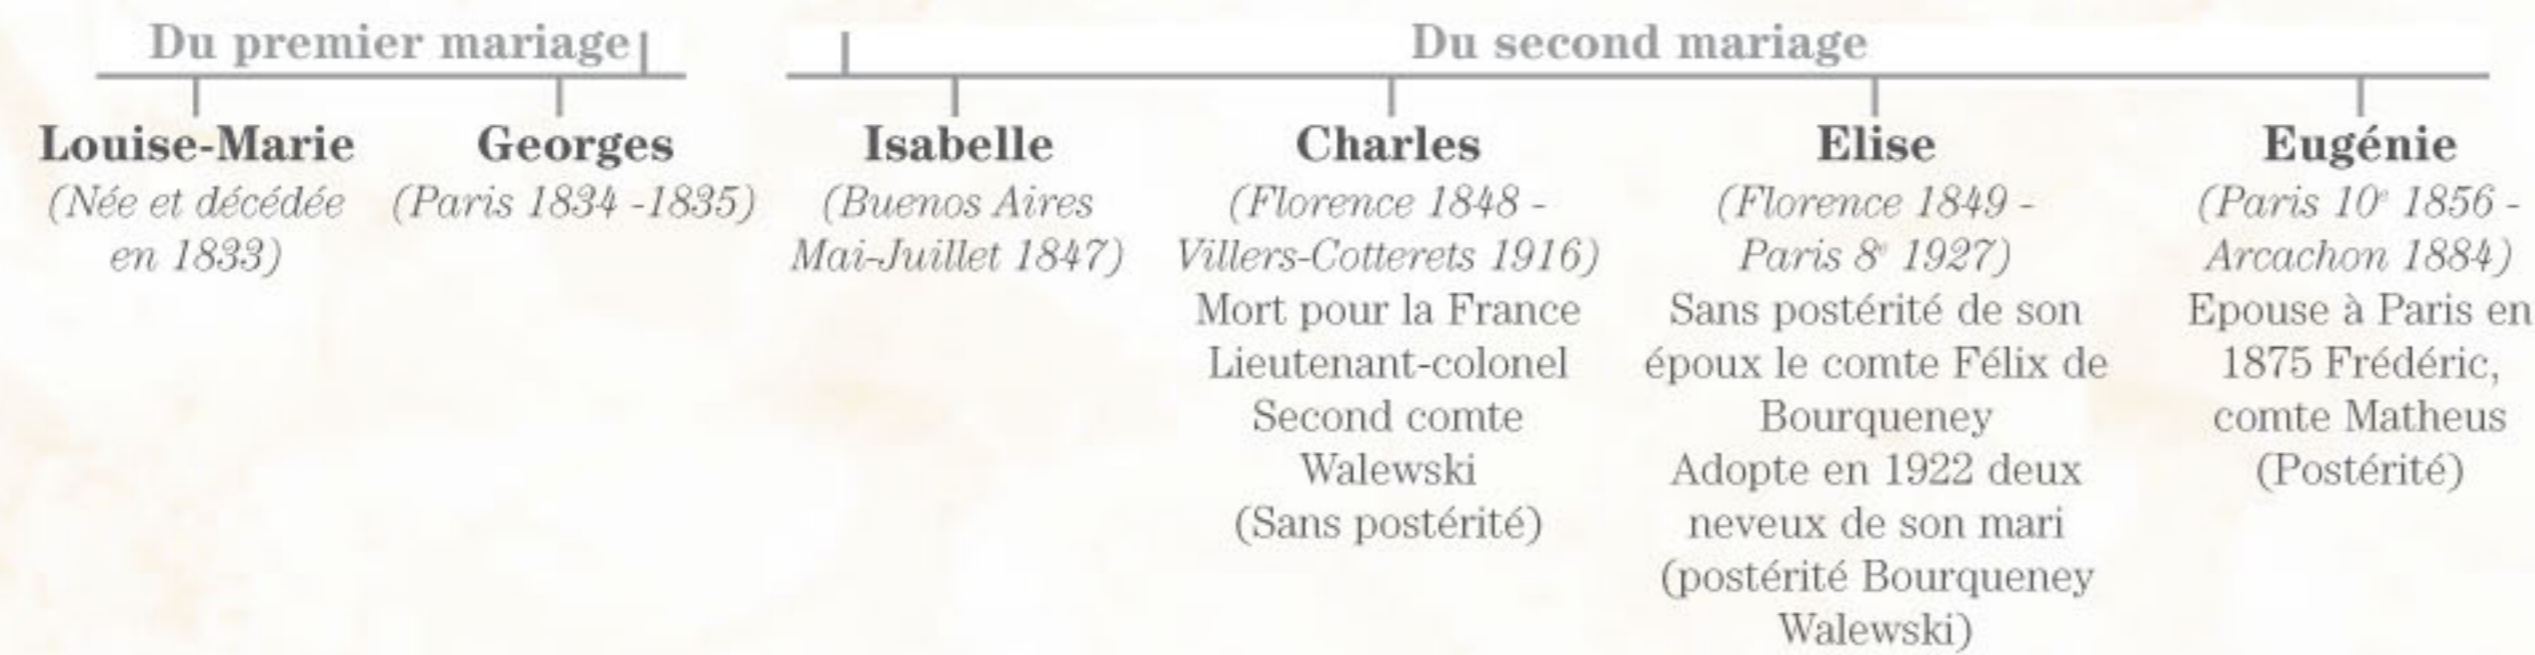 Du premier mariage
Du second mariage
Louise-Marie
(Née et décédée
en 1833)
Georges
(Paris 1834 -1835)
Isabelle
(Buenos Aires
Mai-Juillet 1847)
Charles
(Florence 1848 -
Villers-Cotterets 1916)
Mort pour la France
Lieutenant-colonel
Second comte
Walewski
(Sans postérité)
Elise
(Florence 1849 -
Paris 8e 1927)
Sans postérité de son
époux le comte Félix de
Bourqueney
Adopte en 1922 deux
neveux de son mari
(postérité Bourqueney
Walewski)
Eugénie
(Paris 10e 1856 -
Arcachon 1884)
Epouse à Paris en
1875 Frédéric,
comte Matheus
(Postérité)